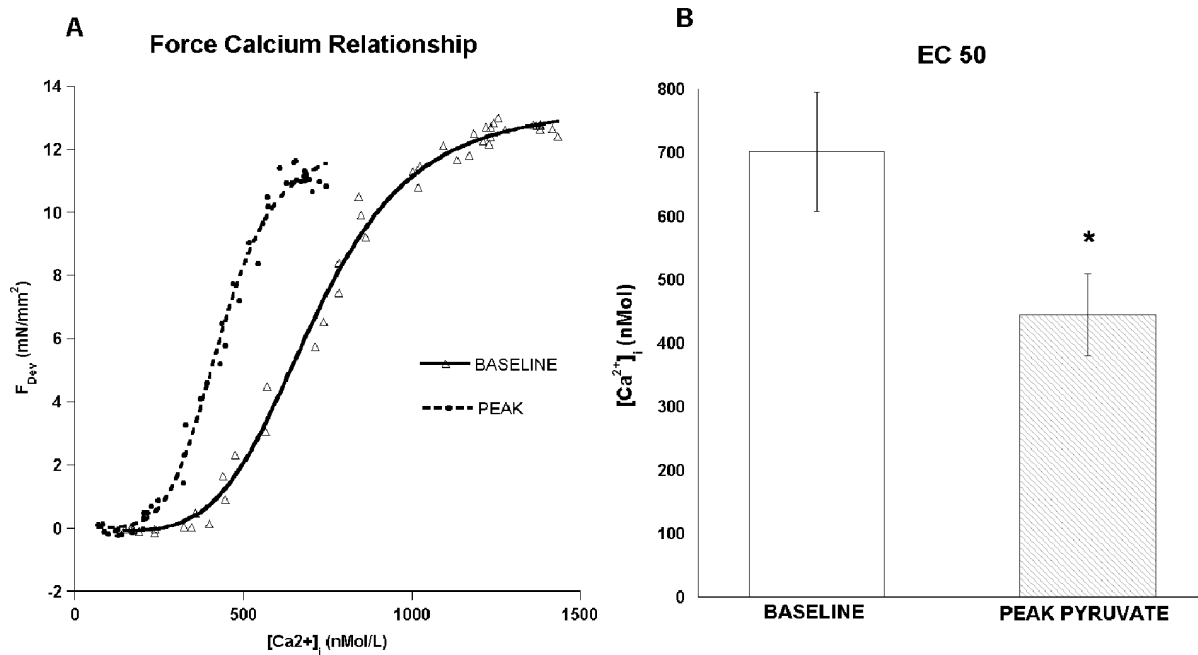 A
Force Calcium Relationship
14
12
10
8
6
4
2
0
-2
0
500
1000
1500
F_Dev (mN/mm²)
[Ca2+]_i (nMol/L)
BASELINE
PEAK
B
EC 50
800
700
600
500
400
300
200
100
0
[Ca²⁺]_i (nMol)
*
BASELINE
PEAK PYRUVATE